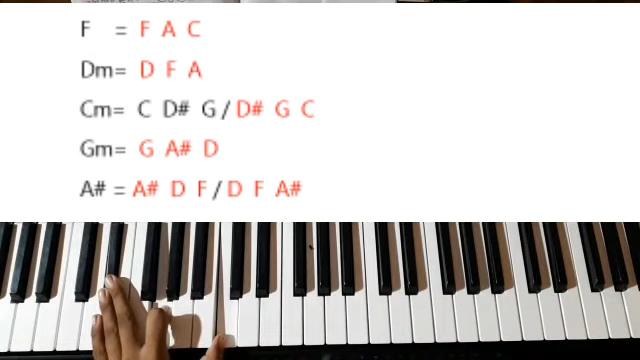 F = F A C
Dm= D F A
Cm= C D# G / D# G C
Gm= G A# D
A# = A# D F / D F A#